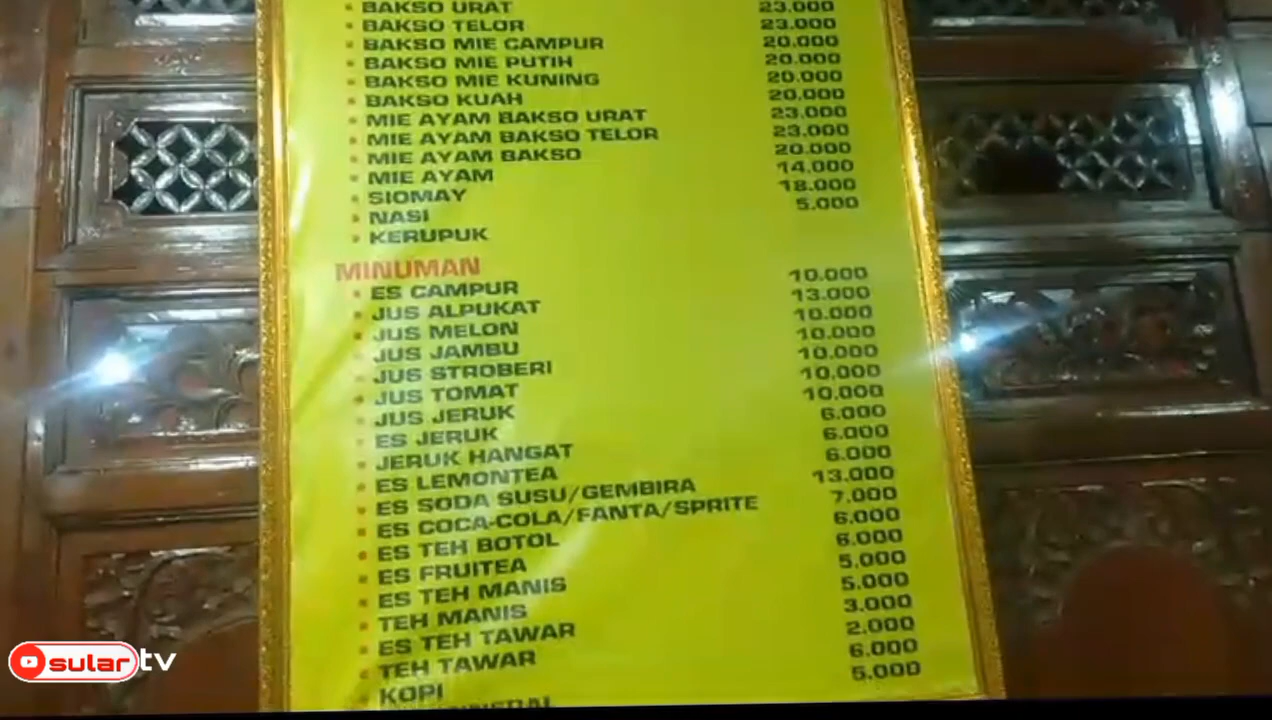 BAKSO URAT 23.000
BAKSO TELOR 23.000
BAKSO MIE CAMPUR 20.000
BAKSO MIE PUTIH 20.000
BAKSO MIE KUNING 20.000
BAKSO KUAH 20.000
MIE AYAM BAKSO URAT 23.000
MIE AYAM BAKSO TELOR 23.000
MIE AYAM BAKSO 20.000
MIE AYAM 14.000
SIOMAY 18.000
NASI 5.000
KERUPUK
MINUMAN
ES CAMPUR 10.000
JUS ALPUKAT 13.000
JUS MELON 10.000
JUS JAMBU 10.000
JUS STROBERI 10.000
JUS TOMAT 10.000
JUS JERUK 10.000
ES JERUK 6.000
JERUK HANGAT 6.000
ES LEMONTEA 6.000
ES SODA SUSU/GEMBIRA 13.000
ES COCA-COLA/FANTA/SPRITE 7.000
ES TEH BOTOL 6.000
ES FRUITEA 6.000
ES TEH MANIS 5.000
TEH MANIS 5.000
ES TEH TAWAR 3.000
TEH TAWAR 2.000
KOPI 6.000
5.000
sular tv